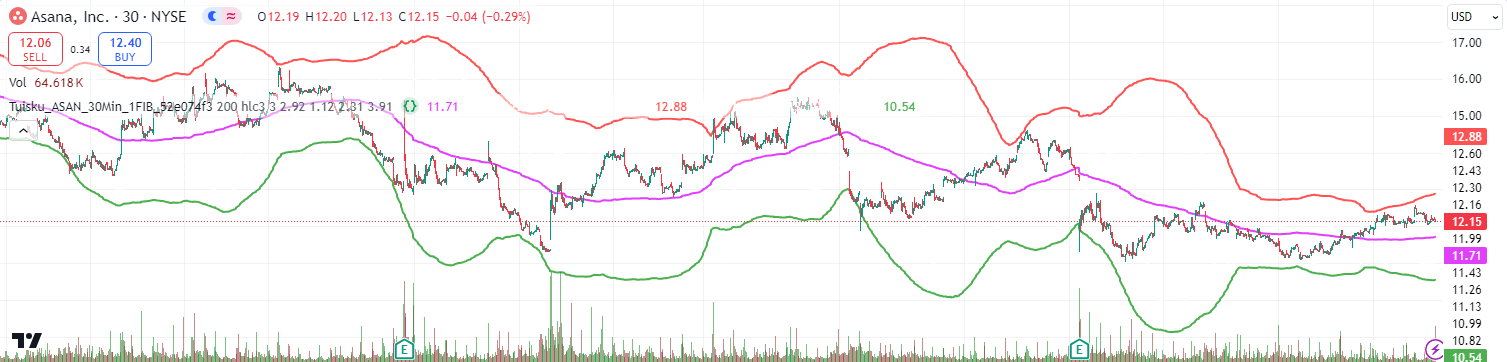 Asana, Inc. · 30 · NYSE O12.19 H12.20 L12.13 C12.15 −0.04 (−0.29%)
USD
12.06 SELL
0.34
12.40 BUY
Vol 64.618K
Tuisku_ASAN_30Min_1FIB_52e074f3 200 hlc3 3 2.92 1.12 2.31 3.91 11.71 12.88 10.54
17.00
16.00
15.00
12.88
12.60
12.43
12.30
12.16
12.15
11.99
11.71
11.43
11.26
11.13
10.99
10.82
10.54
E
E